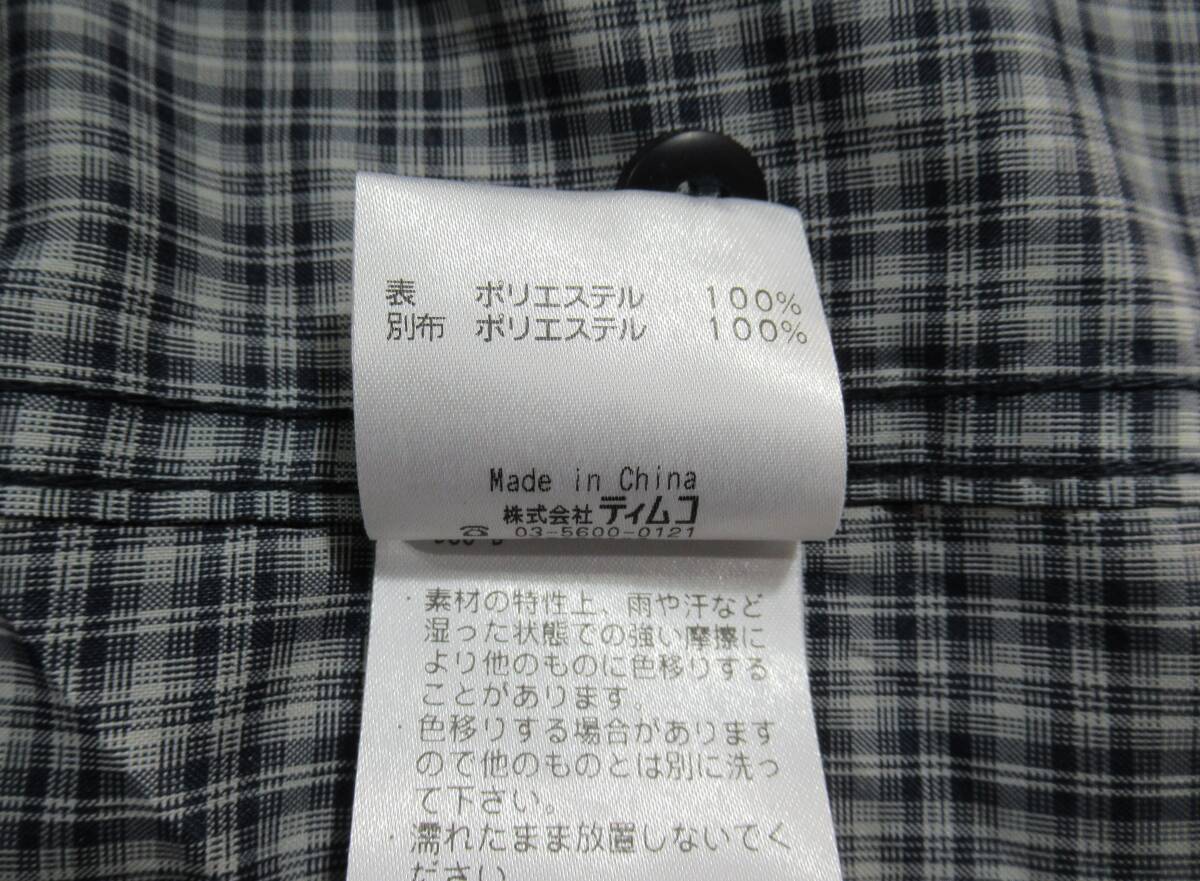 表 ポリエステル 100%
別布 ポリエステル 100%
Made in China
株式会社 ティムコ
☎ 03-5600-0121
・素材の特性上、雨や汗など
湿った状態での強い摩擦に
より他のものに色移りする
ことがあります。
・色移りする場合があります
ので他のものとは別に洗っ
て下さい。
・濡れたまま放置しないでく
ださい